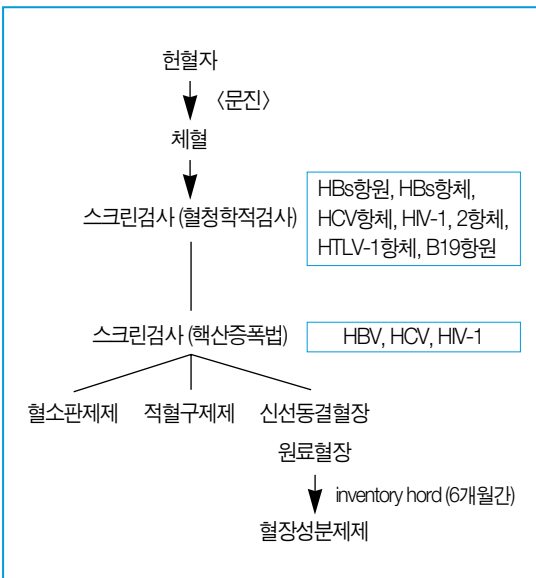 헌혈자
〈문진〉
체혈
스크린검사 (혈청학적검사)
HBs항원, HBs항체,
HCV항체, HIV-1, 2항체,
HTLV-1항체, B19항원
스크린검사 (핵산증폭법)
HBV, HCV, HIV-1
혈소판제제 적혈구제제 신선동결혈장
원료혈장
inventory hord (6개월간)
혈장성분제제